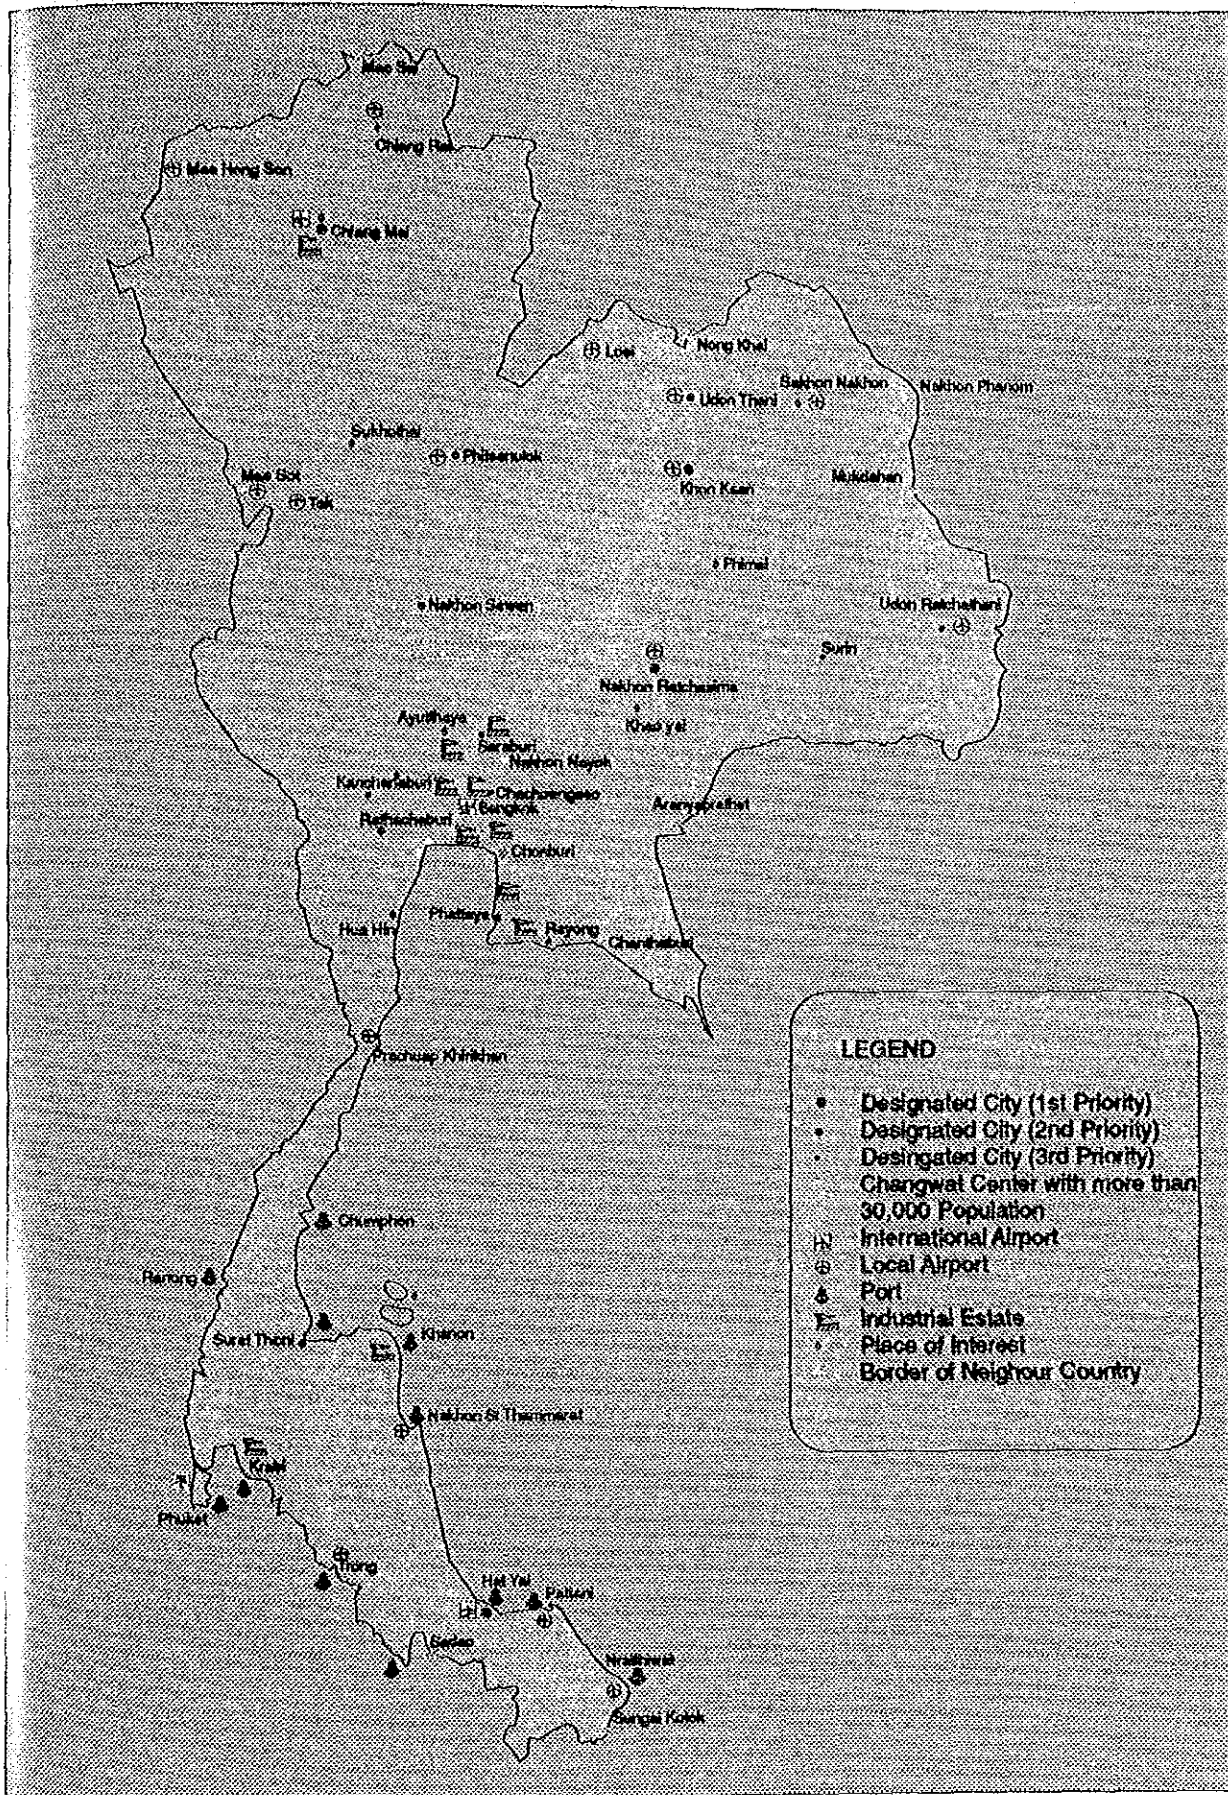 Mae Sai
Chiang Rai
Mae Hong Son
Chiang Mai
Loei
Nong Khai
Sakhon Nakhon
Nakhon Phanom
Udon Thani
Sukhothai
Phitsanulok
Mae Sot
Khon Kaen
Mukdahan
Tak
Phimai
Nakhon Sawan
Udon Ratchathani
Surin
Nakhon Ratchasima
Khao yai
Ayutthaya
Saraburi
Nakhon Nayok
Kanchanaburi
Chachoengsao
Bangkok
Aranyaprathet
Rathachaburi
Chonburi
Phattaya
Hua Hin
Rayong
Chanthaburi
Prachuap Khirikhan
LEGEND
Designated City (1st Priority)
Designated City (2nd Priority)
Desingated City (3rd Priority)
Changwat Center with more than
30,000 Population
International Airport
Local Airport
Port
Industrial Estate
Place of Interest
Border of Neighour Country
Chumphon
Ranong
Surat Thani
Khanon
Nakhon Si Thammarat
Krabi
Phuket
Trang
Hat Yai
Pattani
Sadao
Nrathiwat
Sungai Kolok